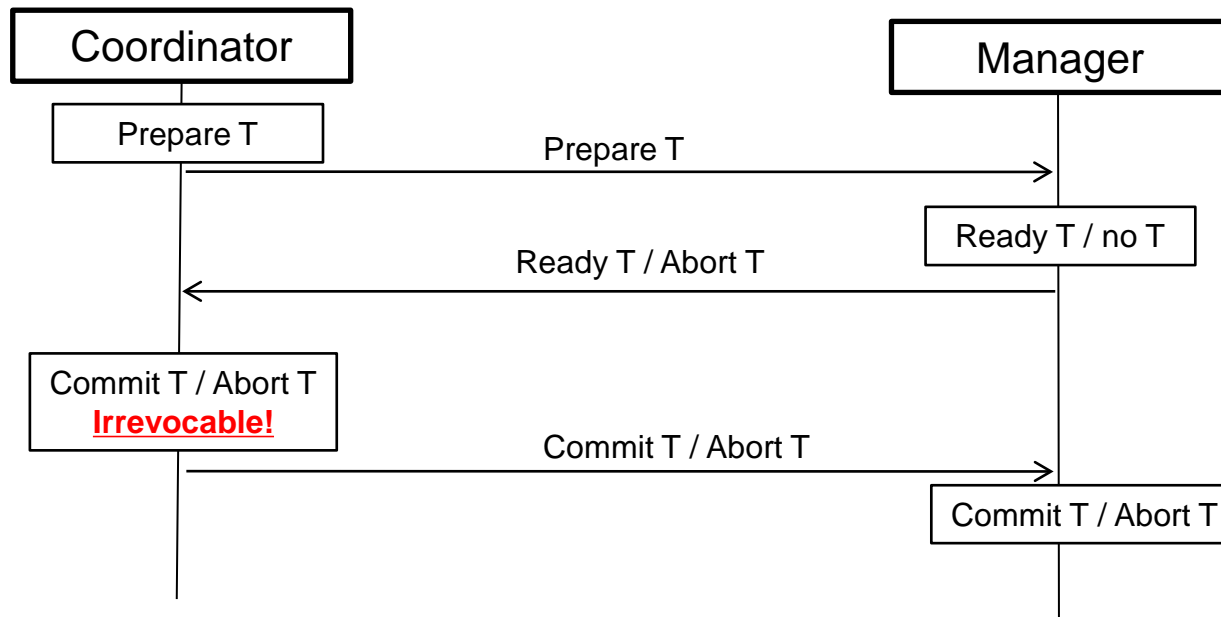 Coordinator
Manager
Prepare T
Prepare T
Ready T / no T
Ready T / Abort T
Commit T / Abort T
Irrevocable!
Commit T / Abort T
Commit T / Abort T